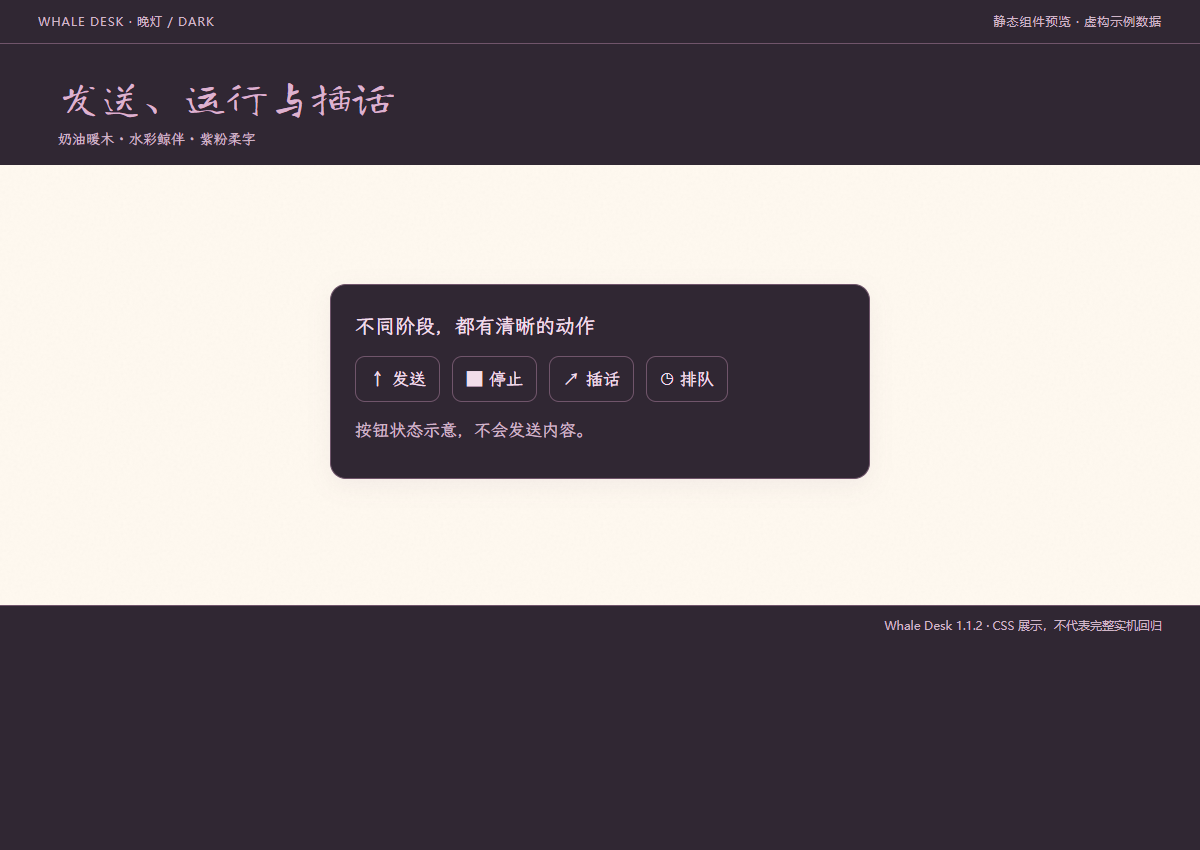 WHALE DESK · 晚灯 / DARK
静态组件预览 · 虚构示例数据
发送、运行与插话
奶油暖木 · 水彩鲸伴 · 紫粉柔字
不同阶段，都有清晰的动作
↑ 发送
■ 停止
↗ 插话
◷ 排队
按钮状态示意，不会发送内容。
Whale Desk 1.1.2 · CSS 展示，不代表完整实机回归